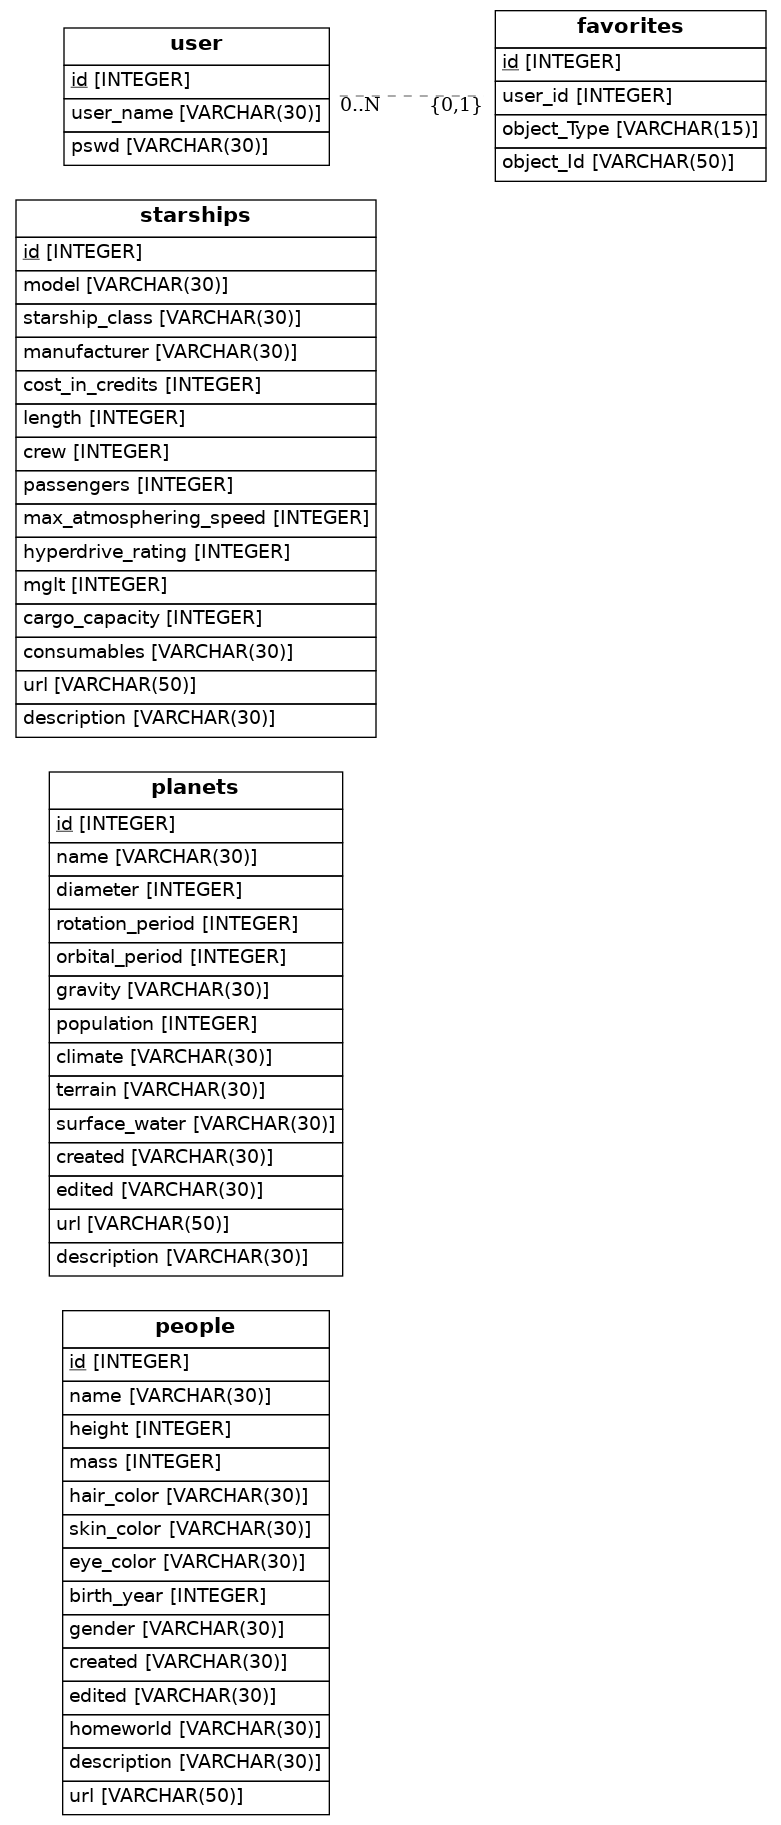 user
id [INTEGER]
user_name [VARCHAR(30)]
pswd [VARCHAR(30)]
0..N
{0,1}
favorites
id [INTEGER]
user_id [INTEGER]
object_Type [VARCHAR(15)]
object_Id [VARCHAR(50)]
starships
id [INTEGER]
model [VARCHAR(30)]
starship_class [VARCHAR(30)]
manufacturer [VARCHAR(30)]
cost_in_credits [INTEGER]
length [INTEGER]
crew [INTEGER]
passengers [INTEGER]
max_atmosphering_speed [INTEGER]
hyperdrive_rating [INTEGER]
mglt [INTEGER]
cargo_capacity [INTEGER]
consumables [VARCHAR(30)]
url [VARCHAR(50)]
description [VARCHAR(30)]
planets
id [INTEGER]
name [VARCHAR(30)]
diameter [INTEGER]
rotation_period [INTEGER]
orbital_period [INTEGER]
gravity [VARCHAR(30)]
population [INTEGER]
climate [VARCHAR(30)]
terrain [VARCHAR(30)]
surface_water [VARCHAR(30)]
created [VARCHAR(30)]
edited [VARCHAR(30)]
url [VARCHAR(50)]
description [VARCHAR(30)]
people
id [INTEGER]
name [VARCHAR(30)]
height [INTEGER]
mass [INTEGER]
hair_color [VARCHAR(30)]
skin_color [VARCHAR(30)]
eye_color [VARCHAR(30)]
birth_year [INTEGER]
gender [VARCHAR(30)]
created [VARCHAR(30)]
edited [VARCHAR(30)]
homeworld [VARCHAR(30)]
description [VARCHAR(30)]
url [VARCHAR(50)]